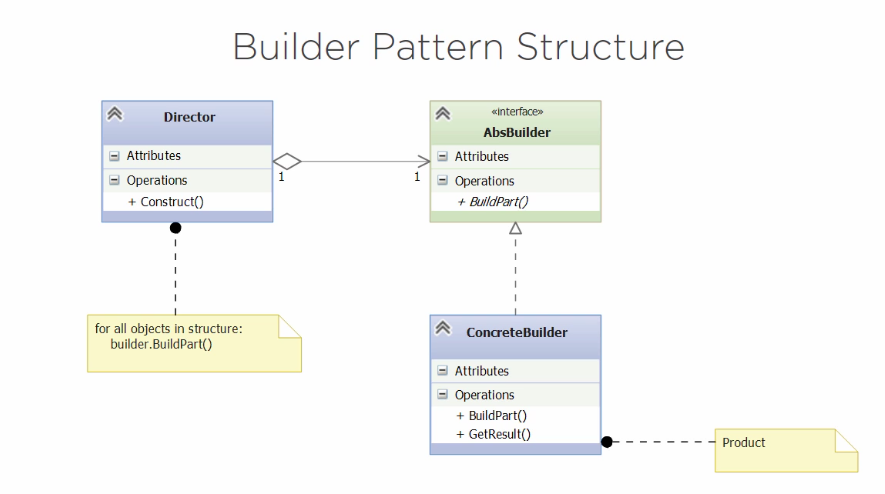 Builder Pattern Structure
Director
Attributes
Operations
+ Construct()
1
1
«interface»
AbsBuilder
Attributes
Operations
+ BuildPart()
for all objects in structure:
builder.BuildPart()
ConcreteBuilder
Attributes
Operations
+ BuildPart()
+ GetResult()
Product